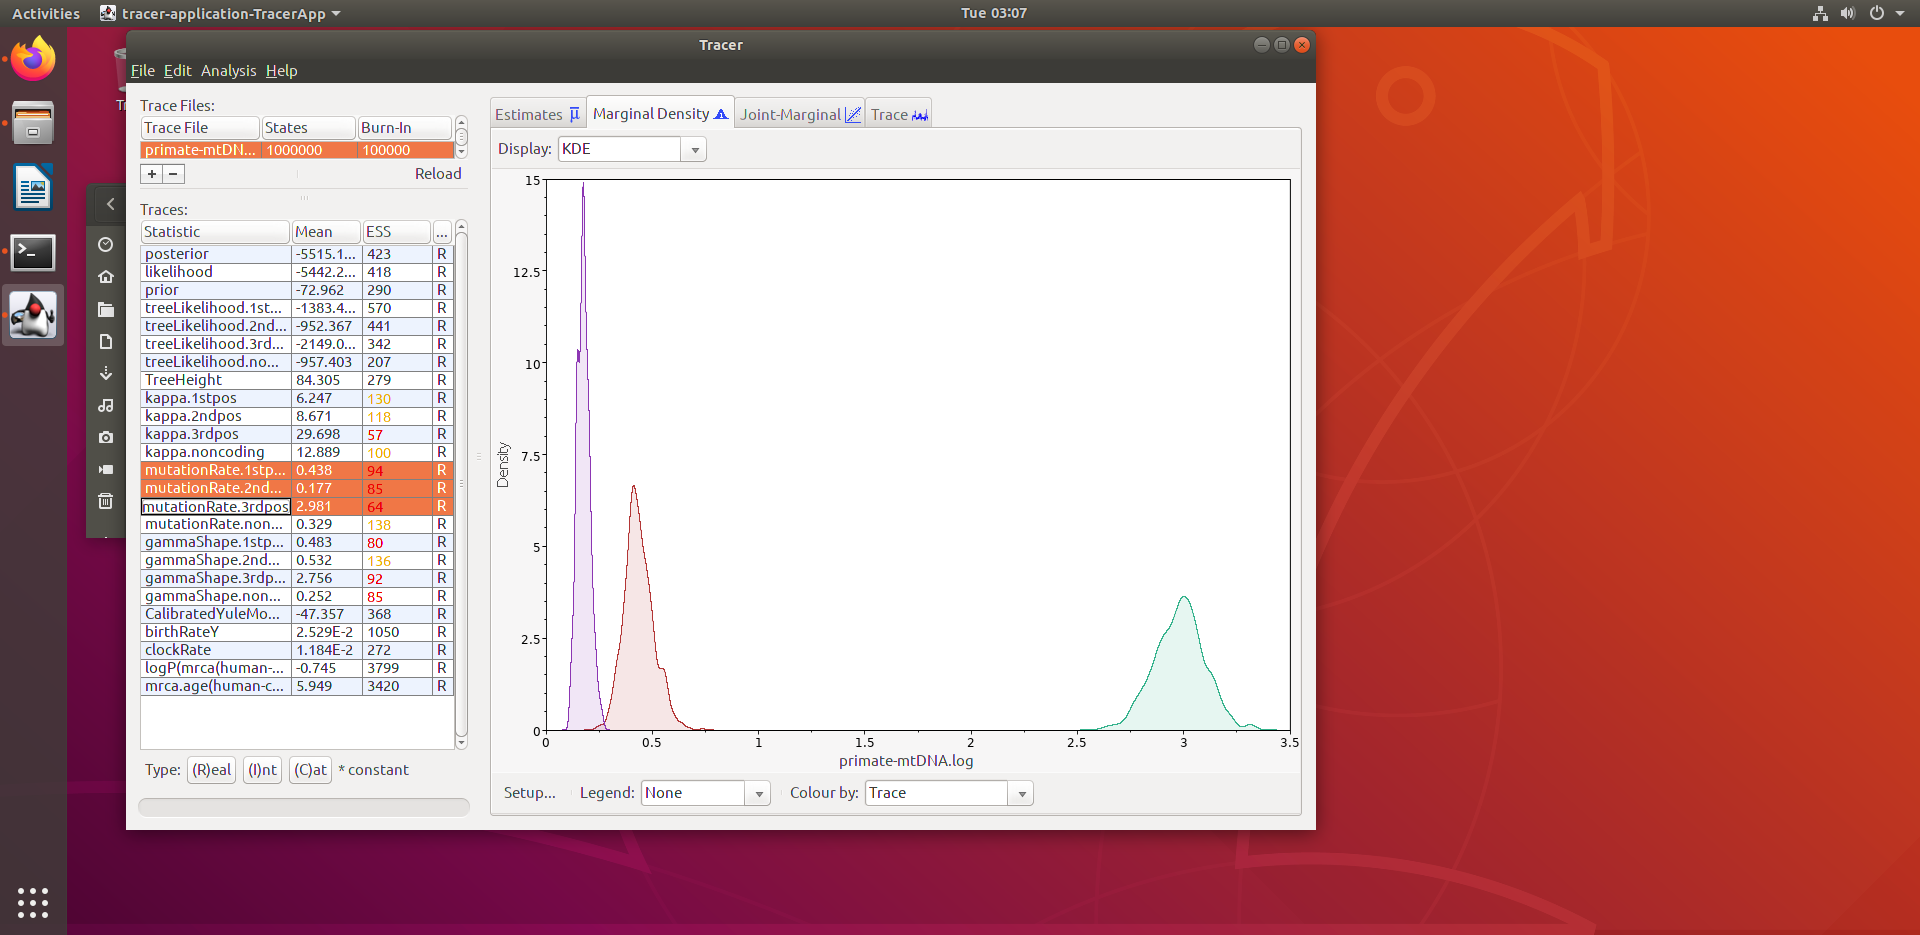 Activities tracer-application-TracerApp Tue 03:07
Tracer
File Edit Analysis Help
Trace Files:
Trace File States Burn-In
primate-mtDN... 1000000 100000
+ − Reload
Traces:
Statistic Mean ESS ...
posterior -5515.1... 423 R
likelihood -5442.2... 418 R
prior -72.962 290 R
treeLikelihood.1st... -1383.4... 570 R
treeLikelihood.2nd... -952.367 441 R
treeLikelihood.3rd... -2149.0... 342 R
treeLikelihood.no... -957.403 207 R
TreeHeight 84.305 279 R
kappa.1stpos 6.247 130 R
kappa.2ndpos 8.671 118 R
kappa.3rdpos 29.698 57 R
kappa.noncoding 12.889 100 R
mutationRate.1stp... 0.438 94 R
mutationRate.2nd... 0.177 85 R
mutationRate.3rdpos 2.981 64 R
mutationRate.non... 0.329 138 R
gammaShape.1stp... 0.483 80 R
gammaShape.2nd... 0.532 136 R
gammaShape.3rdp... 2.756 92 R
gammaShape.non... 0.252 85 R
CalibratedYuleMo... -47.357 368 R
birthRateY 2.529E-2 1050 R
clockRate 1.184E-2 272 R
logP(mrca(human-... -0.745 3799 R
mrca.age(human-c... 5.949 3420 R
Type: (R)eal (I)nt (C)at * constant
Estimates µ Marginal Density Joint-Marginal Trace
Display: KDE
15
12.5
10
7.5
5
2.5
0
Density
0 0.5 1 1.5 2 2.5 3 3.5
primate-mtDNA.log
Setup... Legend: None Colour by: Trace